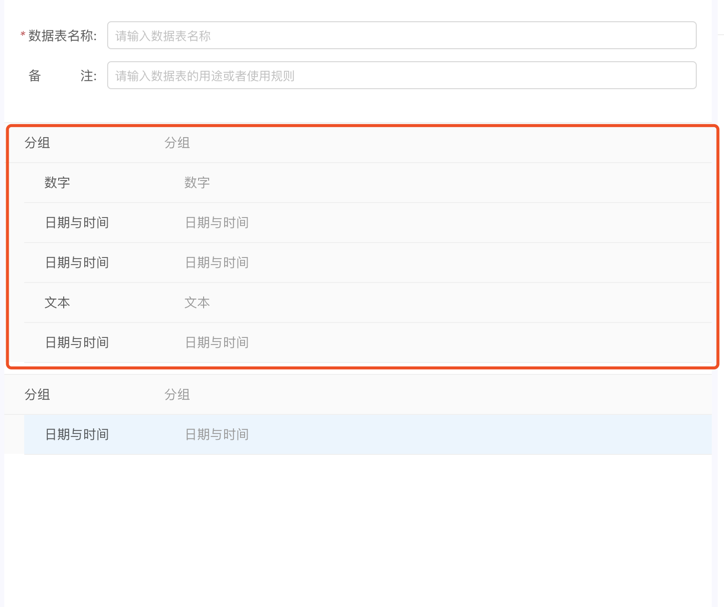 * 数据表名称: 请输入数据表名称
备 注: 请输入数据表的用途或者使用规则
分组 分组
数字 数字
日期与时间 日期与时间
日期与时间 日期与时间
文本 文本
日期与时间 日期与时间
分组 分组
日期与时间 日期与时间